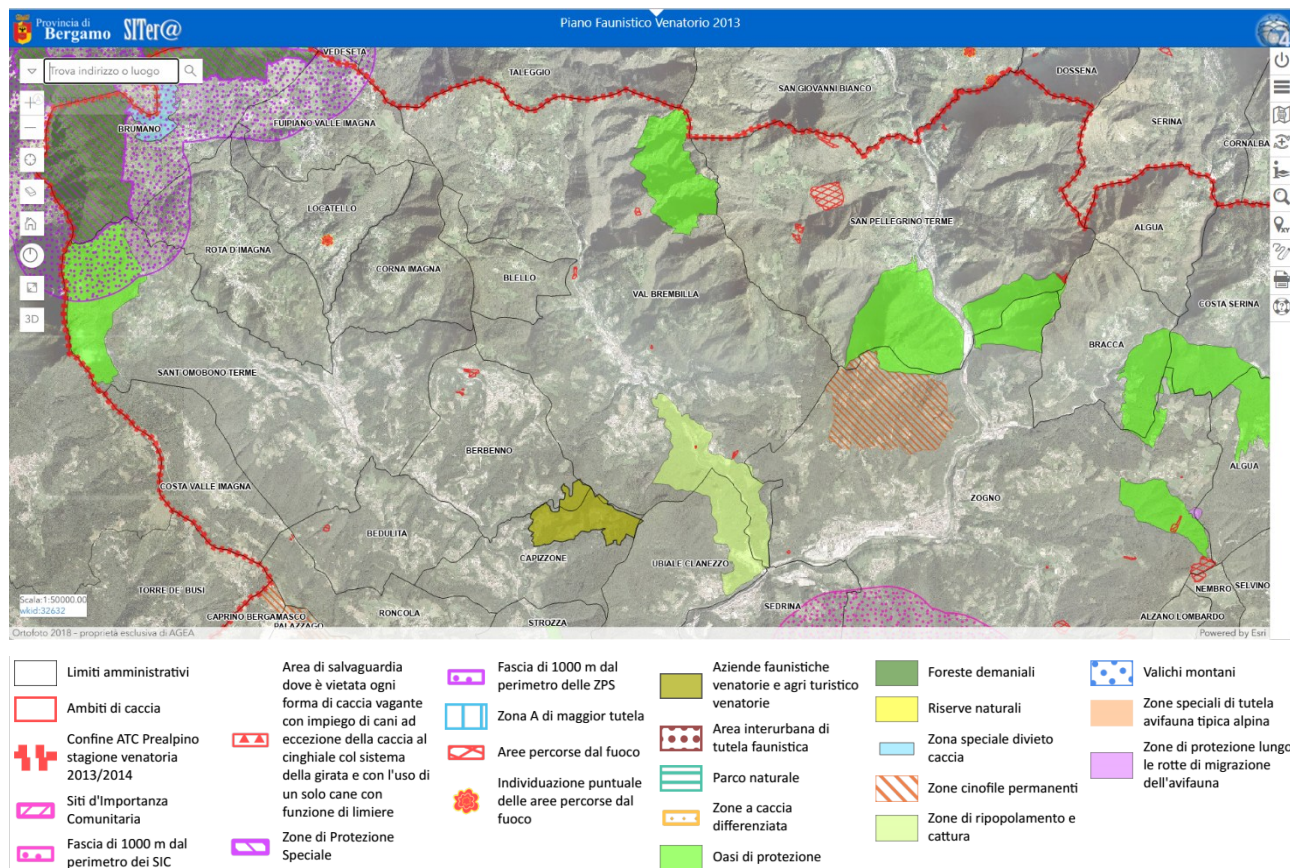 Provincia di
Bergamo SITer@
Piano Faunistico Venatorio 2013
4
Trova indirizzo o luogo
VEDESETA
TALEGGIO
DOSSENA
SAN GIOVANNI BIANCO
SERINA
BRUMANO
FUIPIANO VALLE IMAGNA
CORNALBA
LOCATELLO
SAN PELLEGRINO TERME
ALGUA
ROTA D'IMAGNA
CORNA IMAGNA
BLELLO
VAL BREMBILLA
COSTA SERINA
3D
BRACCA
SANT OMOBONO TERME
BERBENNO
ALGUA
COSTA VALLE IMAGNA
ZOGNO
BEDULITA
CAPIZZONE
UBIALE CLANEZZO
TORRE DE' BUSI
NEMBRO
SELVINO
Scala:1:50000.00
wkid:32632
CAPRINO BERGAMASCO
PALAZZAGO
RONCOLA
STROZZA
SEDRINA
ALZANO LOMBARDO
Ortofoto 2018 - proprietà esclusiva di AGEA
Powered by Esri
XY
Limiti amministrativi
Ambiti di caccia
Confine ATC Prealpino
stagione venatoria
2013/2014
Siti d'Importanza
Comunitaria
Fascia di 1000 m dal
perimetro dei SIC
Area di salvaguardia
dove è vietata ogni
forma di caccia vagante
con impiego di cani ad
eccezione della caccia al
cinghiale col sistema
della girata e con l'uso di
un solo cane con
funzione di limiere
Zone di Protezione
Speciale
Fascia di 1000 m dal
perimetro delle ZPS
Zona A di maggior tutela
Aree percorse dal fuoco
Individuazione puntuale
delle aree percorse dal
fuoco
Aziende faunistiche
venatorie e agri turistico
venatorie
Area interurbana di
tutela faunistica
Parco naturale
Zone a caccia
differenziata
Oasi di protezione
Foreste demaniali
Riserve naturali
Zona speciale divieto
caccia
Zone cinofile permanenti
Zone di ripopolamento e
cattura
Valichi montani
Zone speciali di tutela
avifauna tipica alpina
Zone di protezione lungo
le rotte di migrazione
dell'avifauna